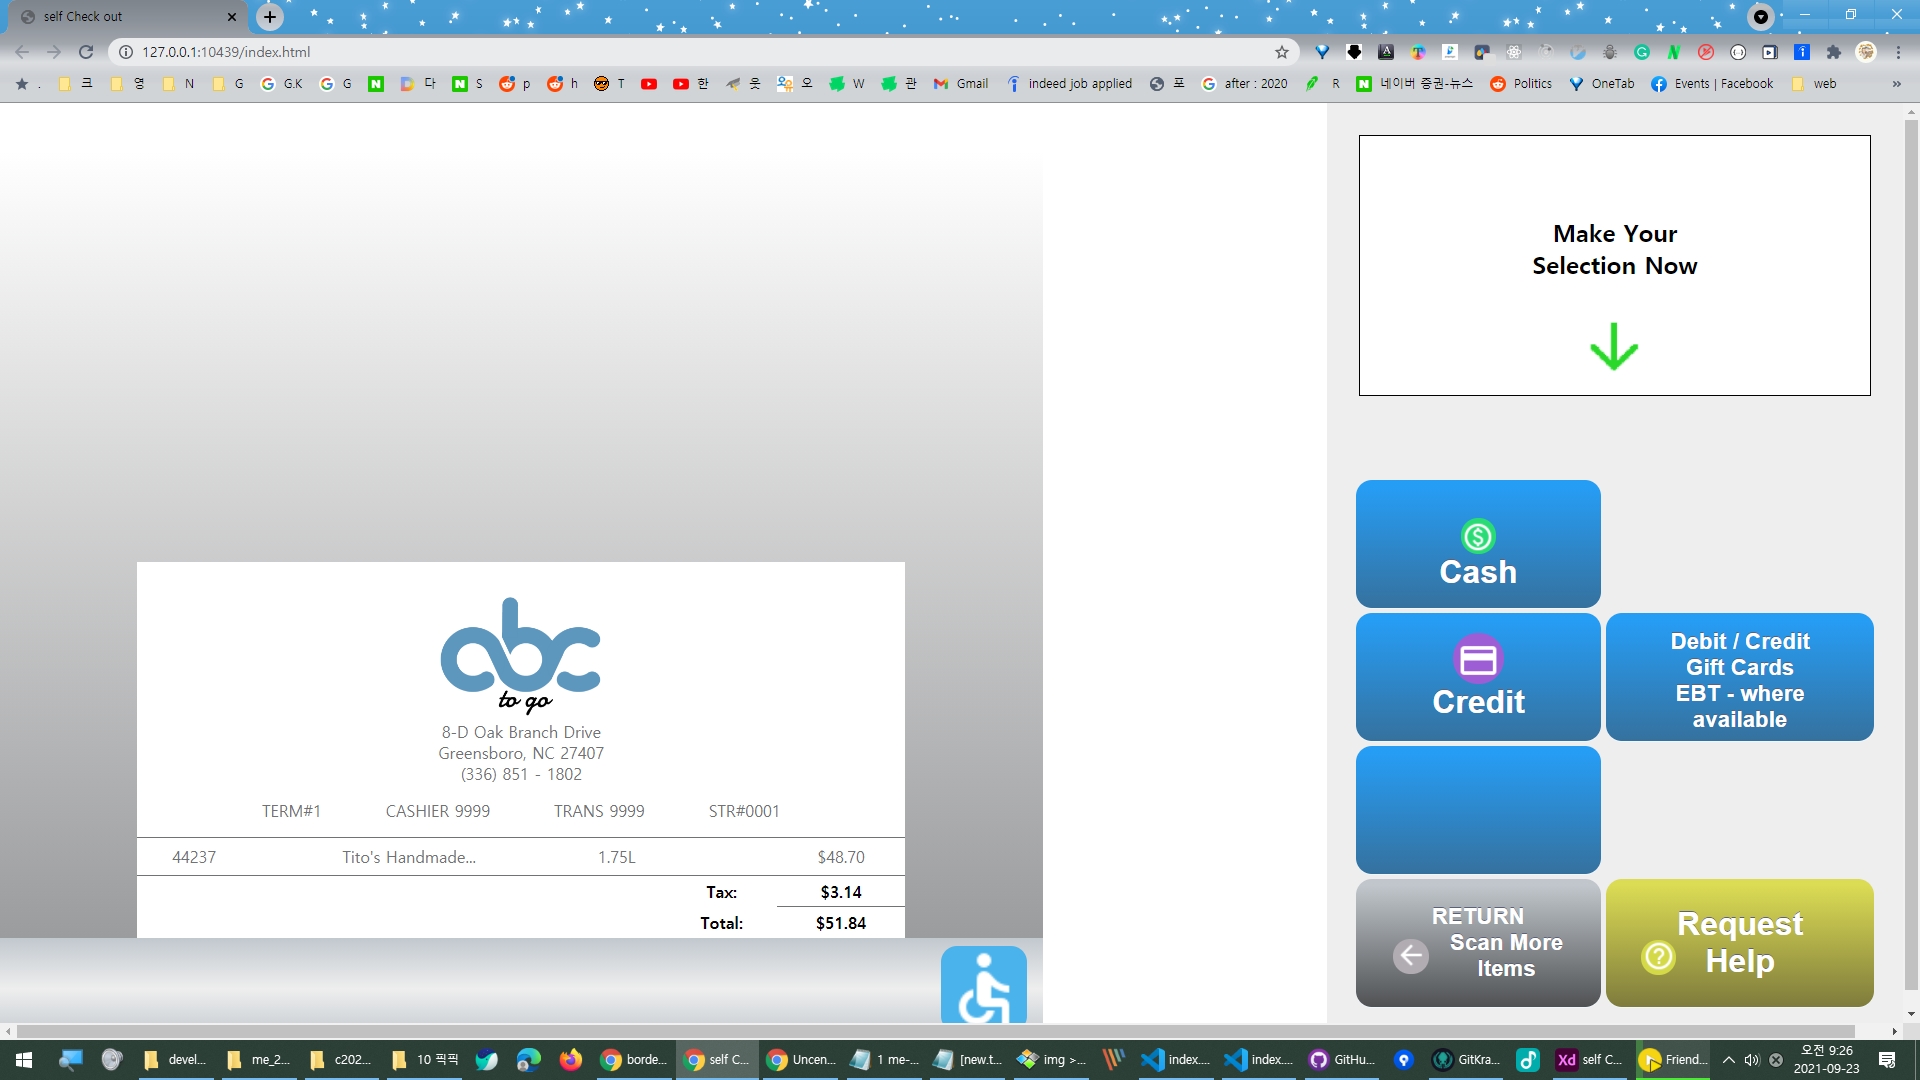 self Check out
127.0.0.1:10439/index.html
크 영 N G G.K G 다 S p h T 한 웃 오 W 관 Gmail indeed job applied 포 after : 2020 R 네이버 증권-뉴스 Politics OneTab Events | Facebook web »
Make Your
Selection Now
Cash
Credit
Debit / Credit
Gift Cards
EBT - where
available
RETURN
Scan More
Items
Request
Help
abc
to go
8-D Oak Branch Drive
Greensboro, NC 27407
(336) 851 - 1802
TERM#1 CASHIER 9999 TRANS 9999 STR#0001
44237 Tito's Handmade... 1.75L $48.70
Tax: $3.14
Total: $51.84
devel... me_2... c202... 10 픽픽 borde... self C... Uncen... 1 me-... [new.t... img >... index.... index.... GitHu... GitKra... Xd self C... Friend...
오전 9:26
2021-09-23